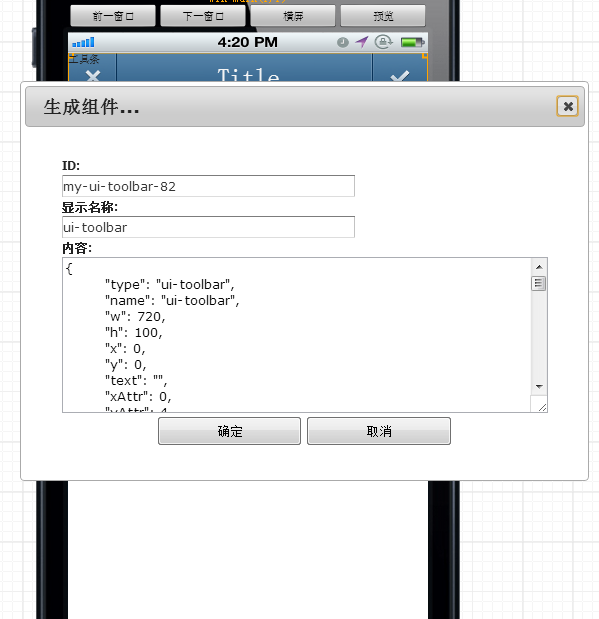 前一窗口 下一窗口 横屏 预览
4:20 PM
工具条
Title
生成组件...
ID:
my-ui-toolbar-82
显示名称:
ui-toolbar
内容:
{
"type": "ui-toolbar",
"name": "ui-toolbar",
"w": 720,
"h": 100,
"x": 0,
"y": 0,
"text": "",
"xAttr": 0,
"yAttr": 4,
确定 取消